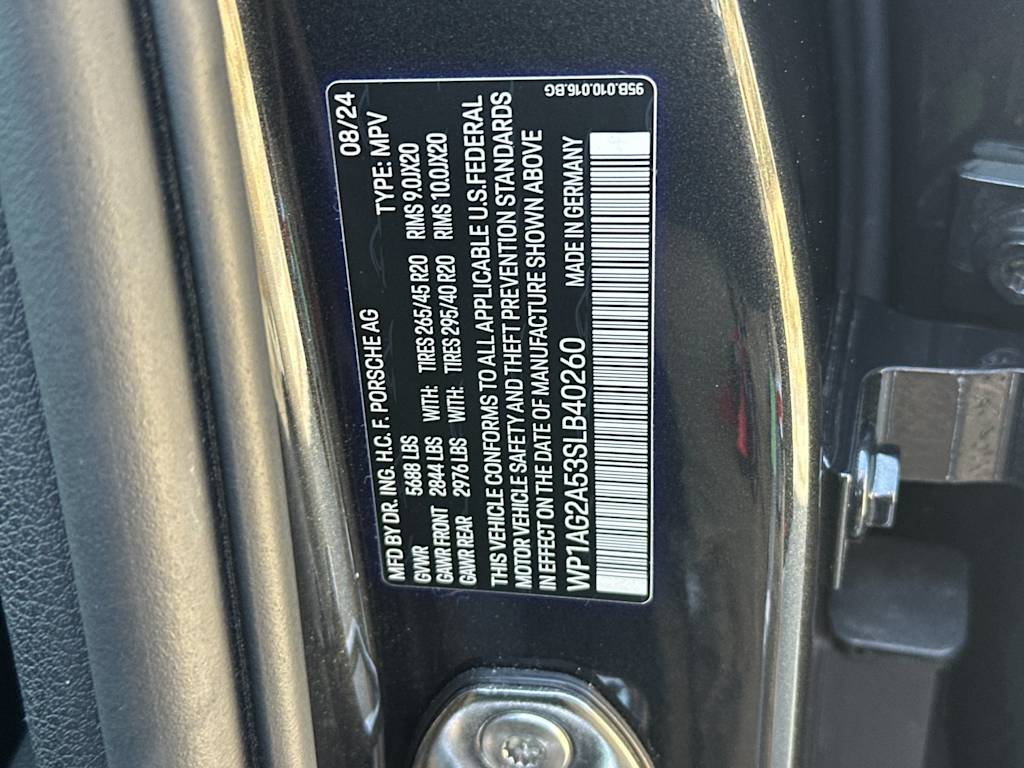 MFD BY DR. ING. H.C. F. PORSCHE AG 08/24
GVWR 5688 LBS TYPE: MPV
GAWR FRONT 2844 LBS WITH: TIRES 265/45 R20 RIMS 9.0JX20
GAWR REAR 2976 LBS WITH: TIRES 295/40 R20 RIMS 10.0JX20
THIS VEHICLE CONFORMS TO ALL APPLICABLE U.S. FEDERAL
MOTOR VEHICLE SAFETY AND THEFT PREVENTION STANDARDS
IN EFFECT ON THE DATE OF MANUFACTURE SHOWN ABOVE
WP1AG2A53SLB40260 MADE IN GERMANY
95B.010.016.BG